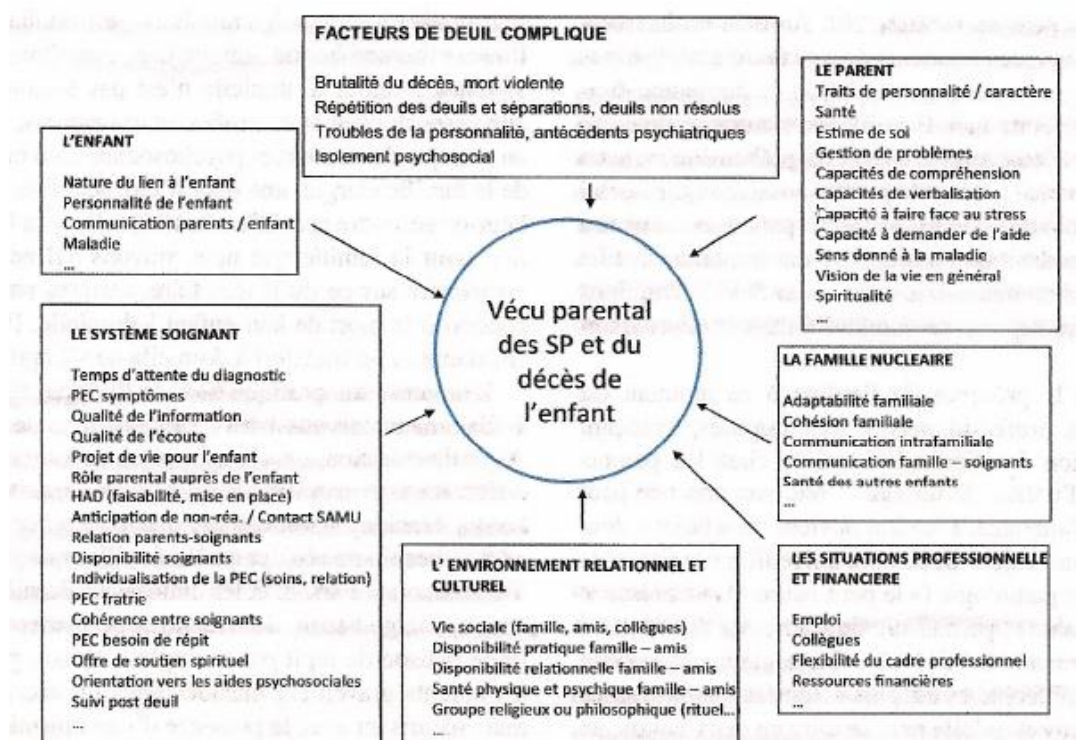 FACTEURS DE DEUIL COMPLIQUE
Brutalité du décès, mort violente
Répétition des deuils et séparations, deuils non résolus
Troubles de la personnalité, antécédents psychiatriques
Isolement psychosocial
L'ENFANT
Nature du lien à l'enfant
Personnalité de l'enfant
Communication parents / enfant
Maladie
...
LE PARENT
Traits de personnalité / caractère
Santé
Estime de soi
Gestion de problèmes
Capacités de compréhension
Capacités de verbalisation
Capacité à faire face au stress
Capacité à demander de l'aide
Sens donné à la maladie
Vision de la vie en général
Spiritualité
...
Vécu parental
des SP et du
décès de
l'enfant
LE SYSTÈME SOIGNANT
Temps d'attente du diagnostic
PEC symptômes
Qualité de l'information
Qualité de l'écoute
Projet de vie pour l'enfant
Rôle parental auprès de l'enfant
HAD (faisabilité, mise en place)
Anticipation de non-réa. / Contact SAMU
Relation parents-soignants
Disponibilité soignants
Individualisation de la PEC (soins, relation)
PEC fratrie
Cohérence entre soignants
PEC besoin de répit
Offre de soutien spirituel
Orientation vers les aides psychosociales
Suivi post deuil
LA FAMILLE NUCLEAIRE
Adaptabilité familiale
Cohésion familiale
Communication intrafamiliale
Communication famille – soignants
Santé des autres enfants
...
L' ENVIRONNEMENT RELATIONNEL ET
CULTUREL
Vie sociale (famille, amis, collègues)
Disponibilité pratique famille – amis
Disponibilité relationnelle famille – amis
Santé physique et psychique famille – amis
Groupe religieux ou philosophique (rituel...
...
LES SITUATIONS PROFESSIONNELLE
ET FINANCIERE
Emploi
Collègues
Flexibilité du cadre professionnel
Ressources financières
...